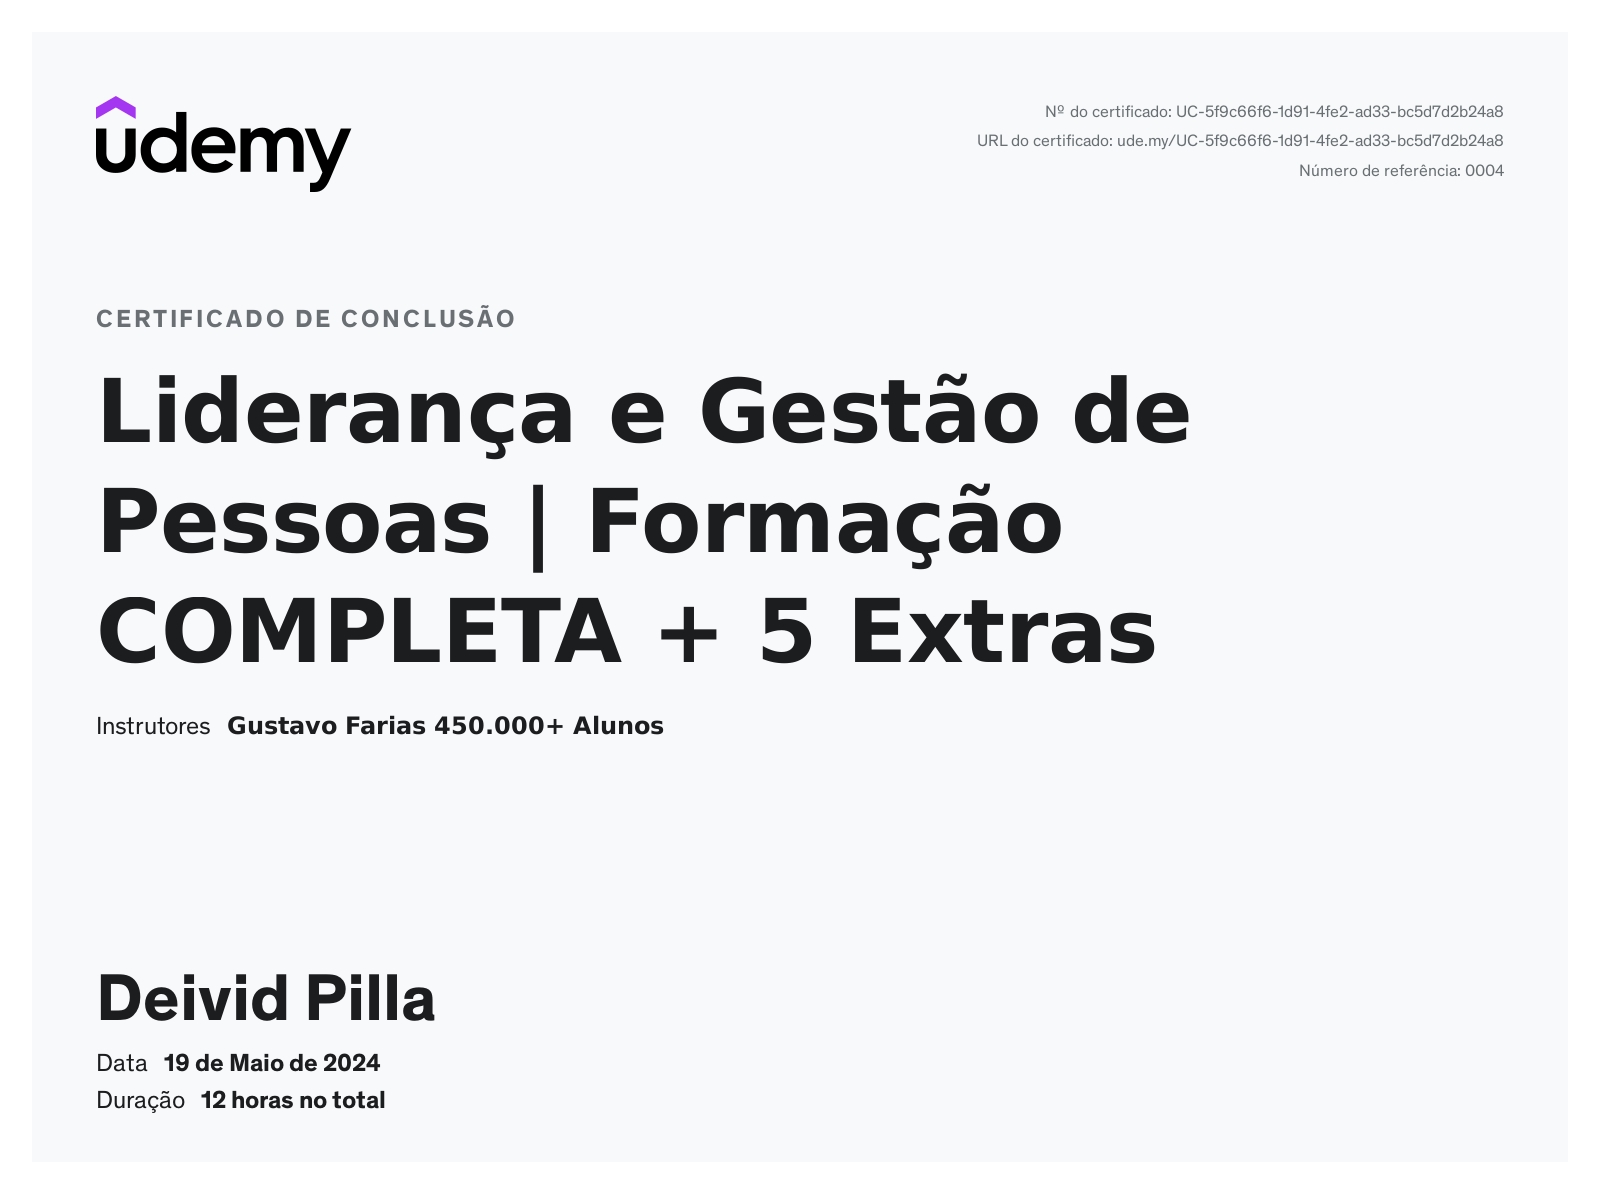 udemy
Nº do certificado: UC-5f9c66f6-1d91-4fe2-ad33-bc5d7d2b24a8
URL do certificado: ude.my/UC-5f9c66f6-1d91-4fe2-ad33-bc5d7d2b24a8
Número de referência: 0004
CERTIFICADO DE CONCLUSÃO
Liderança e Gestão de
Pessoas | Formação
COMPLETA + 5 Extras
Instrutores Gustavo Farias 450.000+ Alunos
Deivid Pilla
Data 19 de Maio de 2024
Duração 12 horas no total